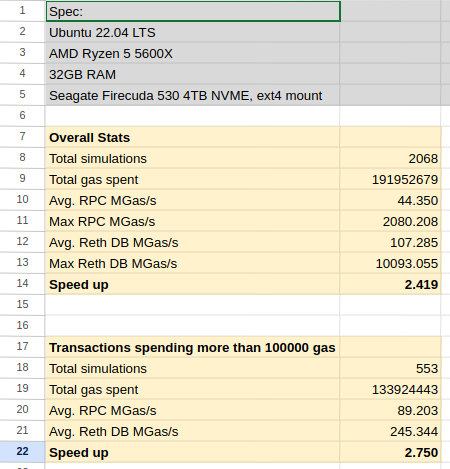 1 Spec:
2 Ubuntu 22.04 LTS
3 AMD Ryzen 5 5600X
4 32GB RAM
5 Seagate Firecuda 530 4TB NVME, ext4 mount
6
7 Overall Stats
8 Total simulations 2068
9 Total gas spent 191952679
10 Avg. RPC MGas/s 44.350
11 Max RPC MGas/s 2080.208
12 Avg. Reth DB MGas/s 107.285
13 Max Reth DB MGas/s 10093.055
14 Speed up 2.419
15
16
17 Transactions spending more than 100000 gas
18 Total simulations 553
19 Total gas spent 133924443
20 Avg. RPC MGas/s 89.203
21 Avg. Reth DB MGas/s 245.344
22 Speed up 2.750